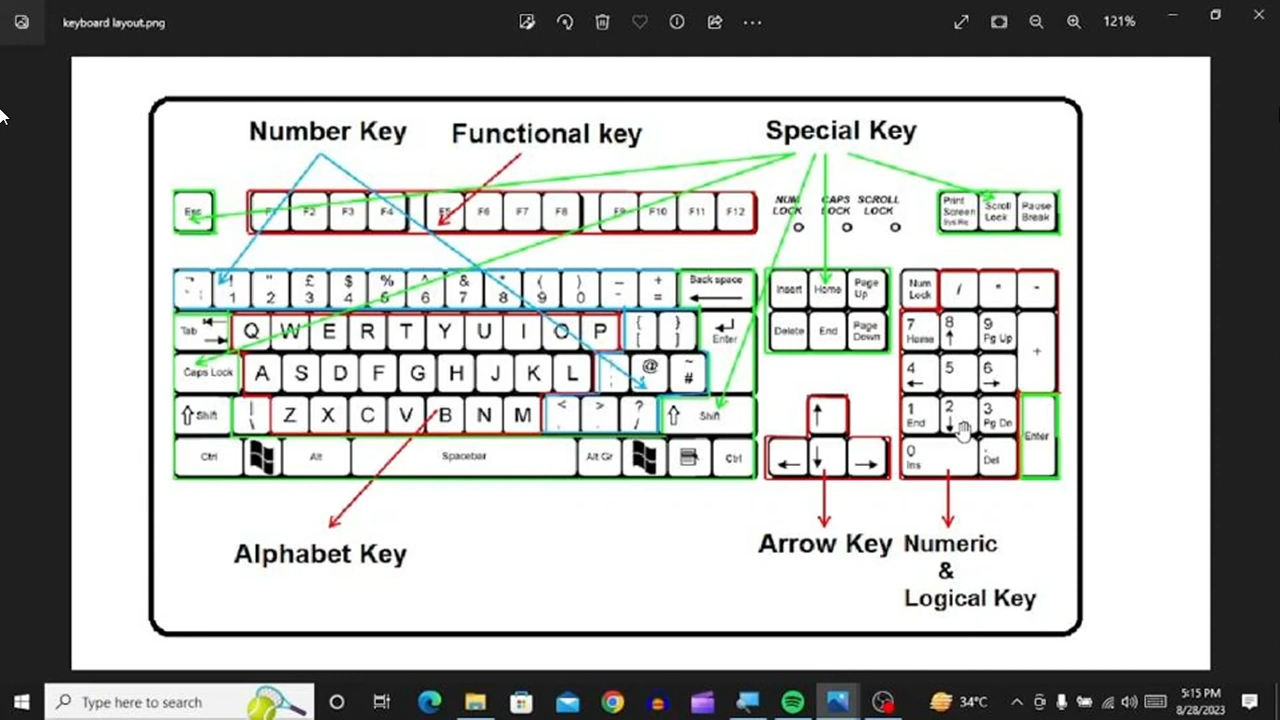 keyboard layout.png
121%
Number Key
Functional key
Special Key
Esc
F1 F2 F3 F4 F5 F6 F7 F8 F9 F10 F11 F12
NUM LOCK
CAPS LOCK
SCROLL LOCK
Print Screen
Scroll Lock
Pause Break
! 1
" 2
£ 3
$ 4
% 5
^ 6
& 7
* 8
( 9
) 0
+ =
Back space
Insert
Home
Page Up
Num Lock
/
*
-
Tab
Q W E R T Y U I O P
{ [
} ]
Enter
Delete
End
Page Down
7 Home
8
9 Pg Up
+
Caps Lock
A S D F G H J K L
@
~ #
4
5
6
Shift
Z X C V B N M
<
>
? /
Shift
1 End
2
3 Pg Dn
Enter
Ctrl
Alt
Spacebar
Alt Gr
Ctrl
0 Ins
. Del
Alphabet Key
Arrow Key
Numeric
&
Logical Key
Type here to search
34°C
5:15 PM
8/28/2023